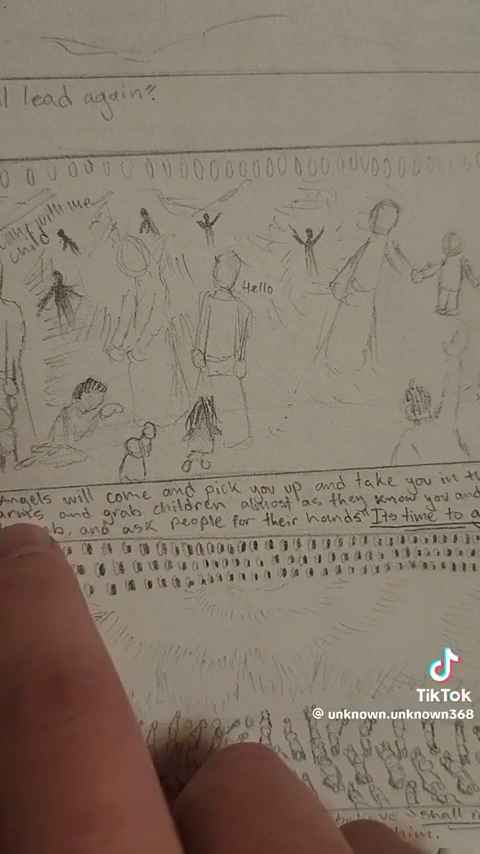 lead again".
with me
child
Hello
Angels will come and pick you up and take you in
arms and grab children almost as they know you and
and ask people for their hands" Its time to
TikTok
@ unknown.unknown368
shall
him.